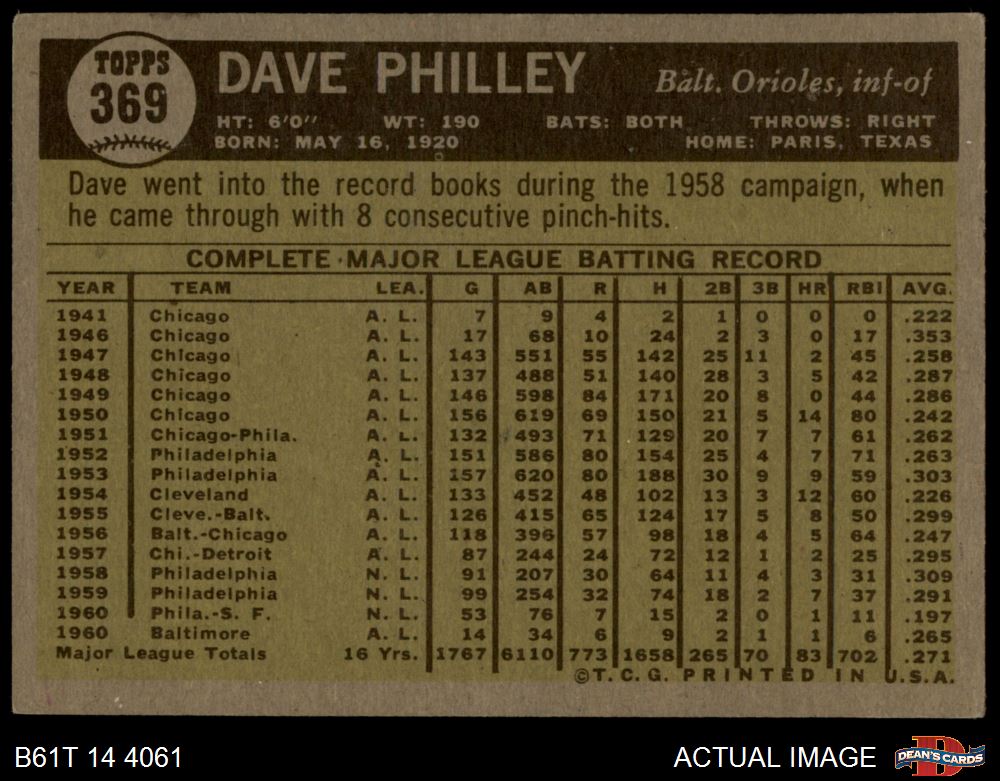 TOPPS
369
DAVE PHILLEY Balt. Orioles, inf-of
HT: 6'0" WT: 190 BATS: BOTH THROWS: RIGHT
BORN: MAY 16, 1920 HOME: PARIS, TEXAS
Dave went into the record books during the 1958 campaign, when
he came through with 8 consecutive pinch-hits.
COMPLETE MAJOR LEAGUE BATTING RECORD
YEAR TEAM LEA. G AB R H 2B 3B HR RBI AVG.
1941 Chicago A. L. 7 9 4 2 1 0 0 0 .222
1946 Chicago A. L. 17 68 10 24 2 3 0 17 .353
1947 Chicago A. L. 143 551 55 142 25 11 2 45 .258
1948 Chicago A. L. 137 488 51 140 28 3 5 42 .287
1949 Chicago A. L. 146 598 84 171 20 8 0 44 .286
1950 Chicago A. L. 156 619 69 150 21 5 14 80 .242
1951 Chicago-Phila. A. L. 132 493 71 129 20 7 7 61 .262
1952 Philadelphia A. L. 151 586 80 154 25 4 7 71 .263
1953 Philadelphia A. L. 157 620 80 188 30 9 9 59 .303
1954 Cleveland A. L. 133 452 48 102 13 3 12 60 .226
1955 Cleve.-Balt. A. L. 126 415 65 124 17 5 8 50 .299
1956 Balt.-Chicago A. L. 118 396 57 98 18 4 5 64 .247
1957 Chi.-Detroit A. L. 87 244 24 72 12 1 2 25 .295
1958 Philadelphia N. L. 91 207 30 64 11 4 3 31 .309
1959 Philadelphia N. L. 99 254 32 74 18 2 7 37 .291
1960 Phila.-S. F. N. L. 53 76 7 15 2 0 1 11 .197
1960 Baltimore A. L. 14 34 6 9 2 1 1 6 .265
Major League Totals 16 Yrs. 1767 6110 773 1658 265 70 83 702 .271
©T.C.G. PRINTED IN U.S.A.
B61T 14 4061 ACTUAL IMAGE D DEAN'S CARDS